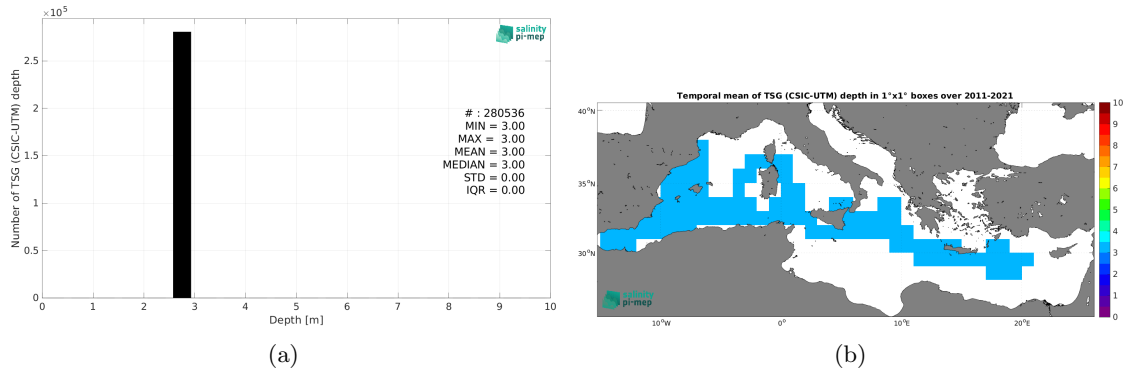 ×10⁵
salinity
pi-mep
2.5
2
1.5
1
0.5
0
Number of TSG (CSIC-UTM) depth
# : 280536
MIN = 3.00
MAX = 3.00
MEAN = 3.00
MEDIAN = 3.00
STD = 0.00
IQR = 0.00
0 1 2 3 4 5 6 7 8 9 10
Depth [m]
(a)
Temporal mean of TSG (CSIC-UTM) depth in 1°x1° boxes over 2011-2021
40°N
35°N
30°N
10°W 0° 10°E 20°E
salinity
pi-mep
10
9
8
7
6
5
4
3
2
1
0
(b)